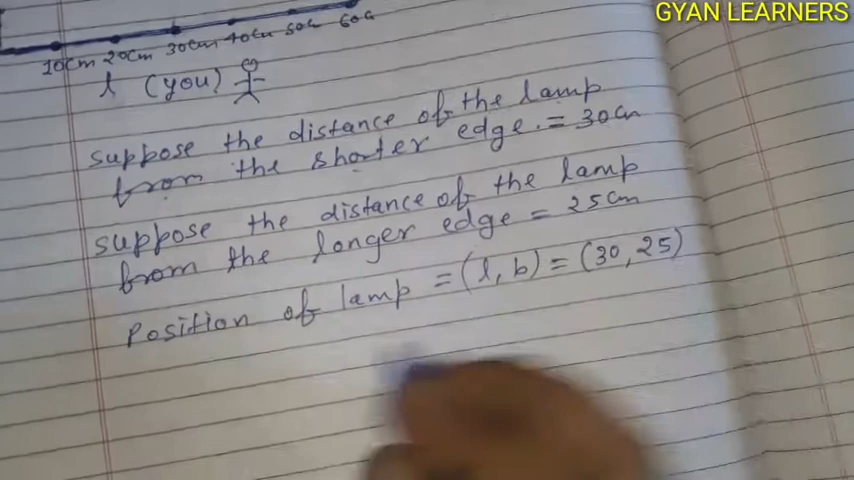 GYAN LEARNERS
10cm 20cm 30cm 40cm 50cm 60cm
l (you)
suppose the distance of the lamp
from the shorter edge. = 30cm
suppose the distance of the lamp
from the longer edge = 25cm
Position of lamp = (l, b) = (30, 25)